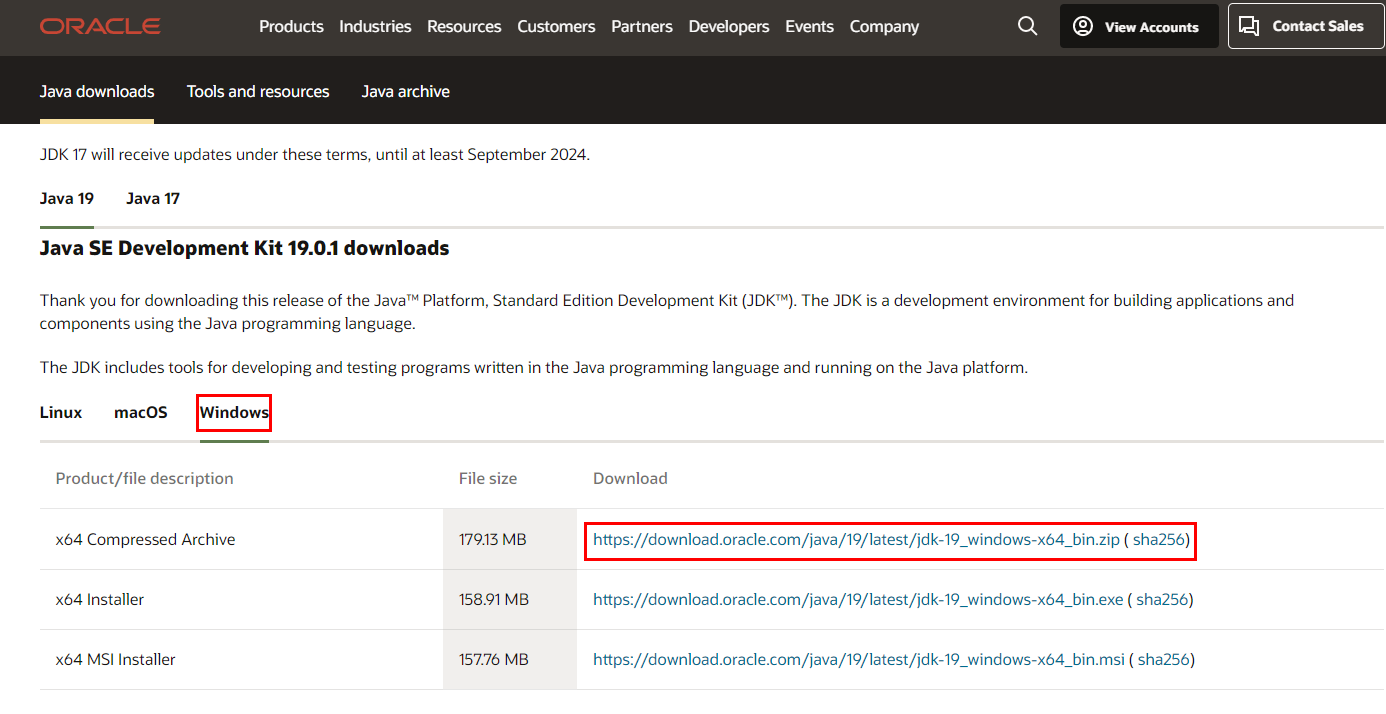 ORACLE Products Industries Resources Customers Partners Developers Events Company View Accounts Contact Sales
Java downloads Tools and resources Java archive
JDK 17 will receive updates under these terms, until at least September 2024.
Java 19 Java 17
Java SE Development Kit 19.0.1 downloads
Thank you for downloading this release of the Java™ Platform, Standard Edition Development Kit (JDK™). The JDK is a development environment for building applications and
components using the Java programming language.
The JDK includes tools for developing and testing programs written in the Java programming language and running on the Java platform.
Linux macOS Windows
Product/file description File size Download
x64 Compressed Archive 179.13 MB https://download.oracle.com/java/19/latest/jdk-19_windows-x64_bin.zip ( sha256)
x64 Installer 158.91 MB https://download.oracle.com/java/19/latest/jdk-19_windows-x64_bin.exe ( sha256)
x64 MSI Installer 157.76 MB https://download.oracle.com/java/19/latest/jdk-19_windows-x64_bin.msi ( sha256)